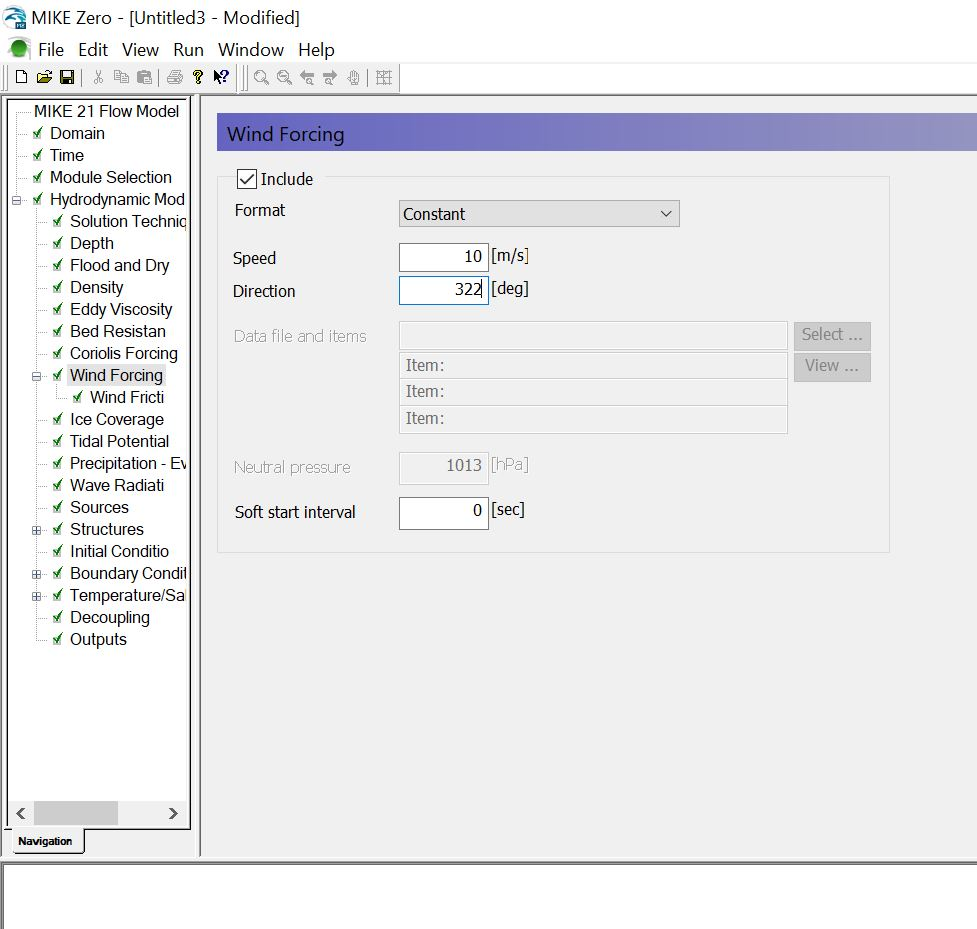 MIKE Zero - [Untitled3 - Modified]
File Edit View Run Window Help
MIKE 21 Flow Model
Domain
Time
Module Selection
Hydrodynamic Mod
Solution Techniq
Depth
Flood and Dry
Density
Eddy Viscosity
Bed Resistan
Coriolis Forcing
Wind Forcing
Wind Fricti
Ice Coverage
Tidal Potential
Precipitation - Ev
Wave Radiati
Sources
Structures
Initial Conditio
Boundary Condit
Temperature/Sal
Decoupling
Outputs
Navigation
Wind Forcing
Include
Format Constant
Speed 10 [m/s]
Direction 322 [deg]
Data file and items Select ...
Item: View ...
Item:
Item:
Neutral pressure 1013 [hPa]
Soft start interval 0 [sec]